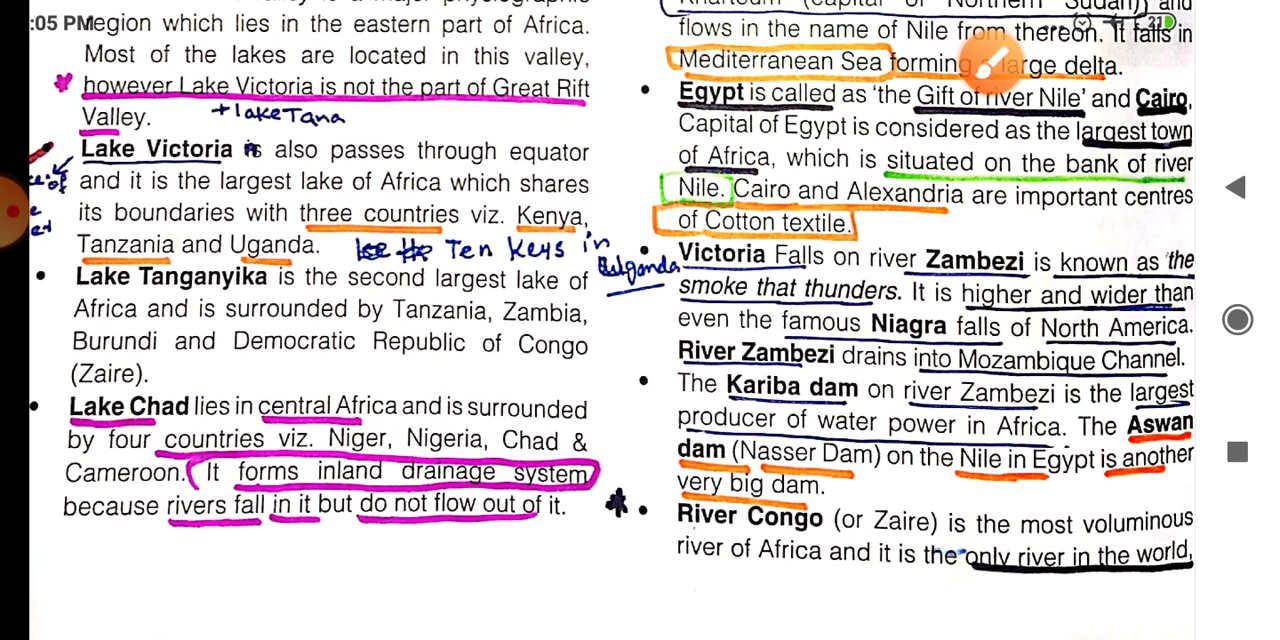 :05 PM
egion which lies in the eastern part of Africa.
Most of the lakes are located in this valley,
however Lake Victoria is not the part of Great Rift
Valley.
+ lake Tana
Lake Victoria is also passes through equator
and it is the largest lake of Africa which shares
its boundaries with three countries viz. Kenya,
Tanzania and Uganda.
Ten Keys in
• Lake Tanganyika is the second largest lake of
Africa and is surrounded by Tanzania, Zambia,
Burundi and Democratic Republic of Congo
(Zaire).
• Lake Chad lies in central Africa and is surrounded
by four countries viz. Niger, Nigeria, Chad &
Cameroon. It forms inland drainage system
because rivers fall in it but do not flow out of it.
Khartoum (capital of Northern Sudan) and
21
flows in the name of Nile from thereon. It falls in
Mediterranean Sea forming a large delta.
• Egypt is called as 'the Gift of river Nile' and Cairo,
Capital of Egypt is considered as the largest town
of Africa, which is situated on the bank of river
Nile. Cairo and Alexandria are important centres
of Cotton textile.
• Victoria Falls on river Zambezi is known as the
smoke that thunders. It is higher and wider than
even the famous Niagra falls of North America.
River Zambezi drains into Mozambique Channel.
• The Kariba dam on river Zambezi is the largest
producer of water power in Africa. The Aswan
dam (Nasser Dam) on the Nile in Egypt is another
very big dam.
• River Congo (or Zaire) is the most voluminous
river of Africa and it is the only river in the world,